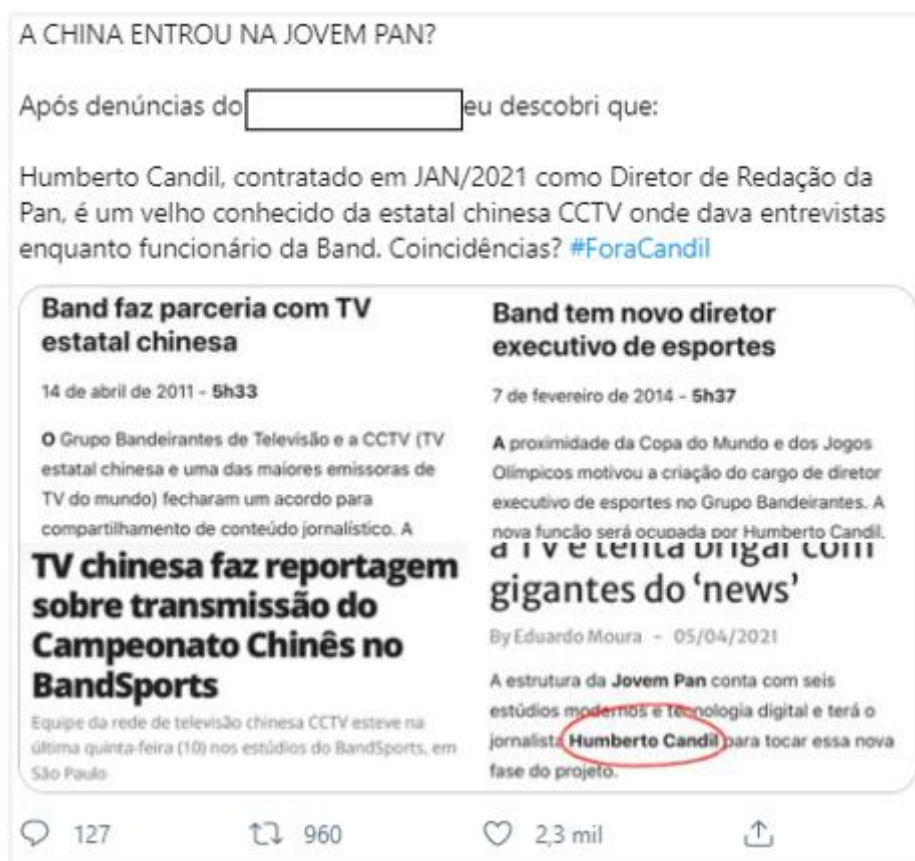 A CHINA ENTROU NA JOVEM PAN?
Após denúncias do eu descobri que:
Humberto Candil, contratado em JAN/2021 como Diretor de Redação da
Pan, é um velho conhecido da estatal chinesa CCTV onde dava entrevistas
enquanto funcionário da Band. Coincidências? #ForaCandil
Band faz parceria com TV
estatal chinesa
14 de abril de 2011 - 5h33
O Grupo Bandeirantes de Televisão e a CCTV (TV
estatal chinesa e uma das maiores emissoras de
TV do mundo) fecharam um acordo para
compartilhamento de conteúdo jornalístico. A
Band tem novo diretor
executivo de esportes
7 de fevereiro de 2014 - 5h37
A proximidade da Copa do Mundo e dos Jogos
Olímpicos motivou a criação do cargo de diretor
executivo de esportes no Grupo Bandeirantes. A
nova função será ocupada por Humberto Candil.
TV chinesa faz reportagem
sobre transmissão do
Campeonato Chinês no
BandSports
Equipe da rede de televisão chinesa CCTV esteve na
última quinta-feira (10) nos estúdios do BandSports, em
São Paulo
a TV e tenta brigar com
gigantes do ‘news’
By Eduardo Moura - 05/04/2021
A estrutura da Jovem Pan conta com seis
estúdios modernos e tecnologia digital e terá o
jornalista Humberto Candil para tocar essa nova
fase do projeto.
127 960 2,3 mil